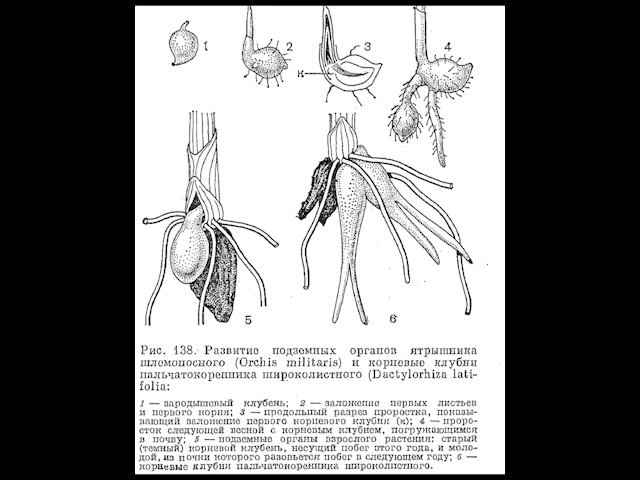 1
2
3
4
к
5
6
Рис. 138. Развитие подземных органов ятрышника
шлемоносного (Orchis militaris) и корневые клубни
пальчатокоренника широколистного (Dactylorhiza lati-
folia:
1 — зародышевый клубень; 2 — заложение первых листьев
и первого корня; 3 — продольный разрез проростка, показы-
вающий заложение первого корневого клубня (к); 4 — проро-
сток следующей весной с корневым клубнем, погружающимся
в почву; 5 — подземные органы взрослого растения: старый
(темный) корневой клубень, несущий побег этого года, и моло-
дой, из почки которого разовьется побег в следующем году; 6 —
корневые клубни пальчатокоренника широколистного.